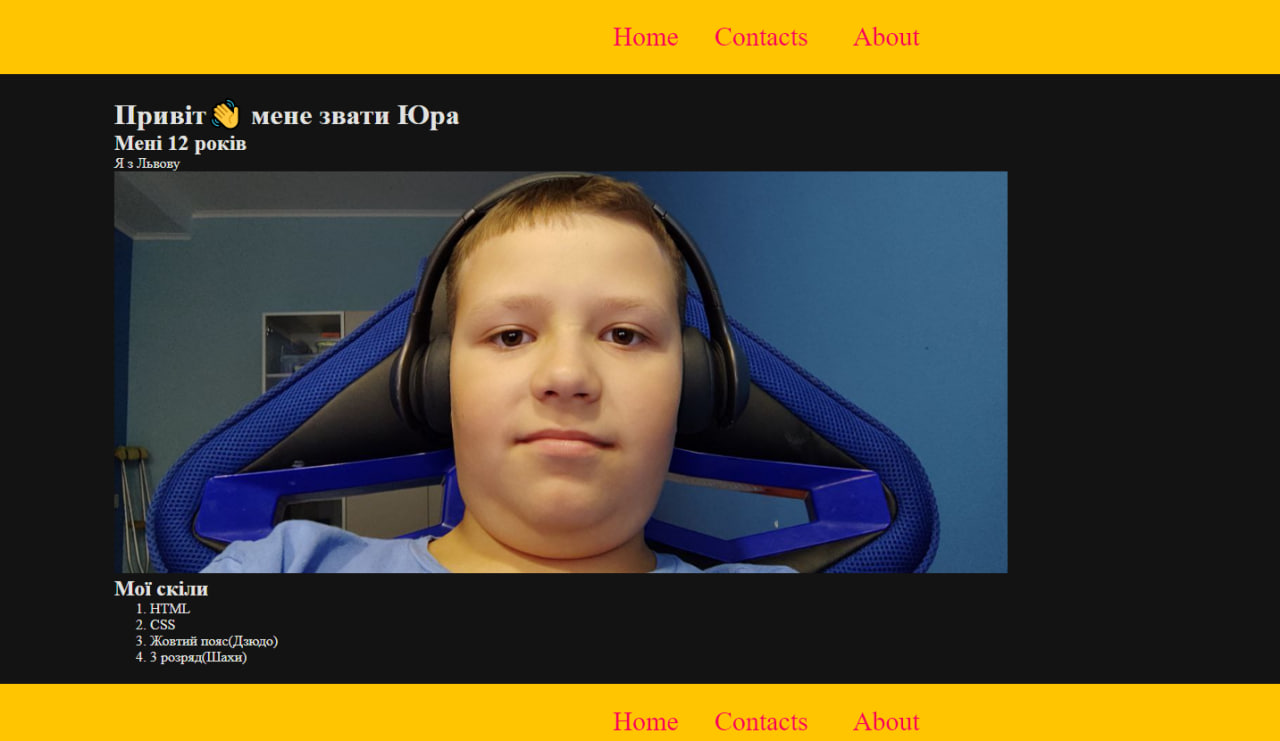 Home Contacts About
Привіт👋 мене звати Юра
Мені 12 років
Я з Львову
Мої скіли
1. HTML
2. CSS
3. Жовтий пояс(Дзюдо)
4. 3 розряд(Шахи)
Home Contacts About